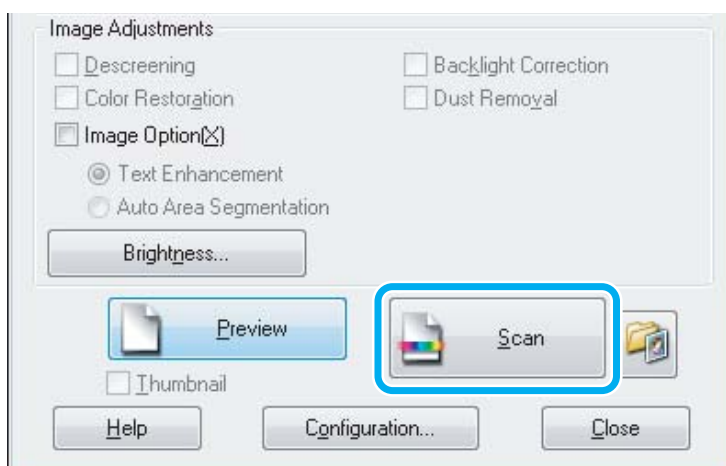 Image Adjustments
Descreening
Backlight Correction
Color Restoration
Dust Removal
Image Option(X)
Text Enhancement
Auto Area Segmentation
Brightness...
Preview
Scan
Thumbnail
Help
Configuration...
Close